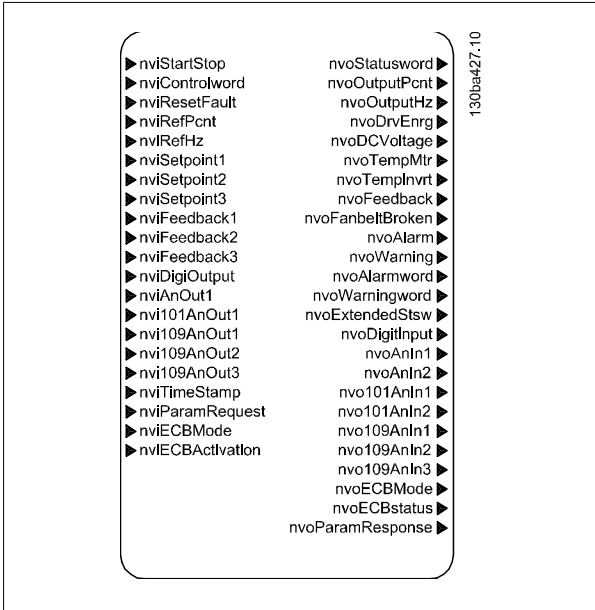 nviStartStop
nviControlword
nviResetFault
nviRefPcnt
nviRefHz
nviSetpoint1
nviSetpoint2
nviSetpoint3
nviFeedback1
nviFeedback2
nviFeedback3
nviDigiOutput
nviAnOut1
nvi101AnOut1
nvi109AnOut1
nvi109AnOut2
nvi109AnOut3
nviTimeStamp
nviParamRequest
nviECBMode
nviECBActivation
nvoStatusword
nvoOutputPcnt
nvoOutputHz
nvoDrvEnrg
nvoDCVoltage
nvoTempMtr
nvoTempInvrt
nvoFeedback
nvoFanbeltBroken
nvoAlarm
nvoWarning
nvoAlarmword
nvoWarningword
nvoExtendedStsw
nvoDigitInput
nvoAnIn1
nvoAnIn2
nvo101AnIn1
nvo101AnIn2
nvo109AnIn1
nvo109AnIn2
nvo109AnIn3
nvoECBMode
nvoECBstatus
nvoParamResponse
130ba427.10